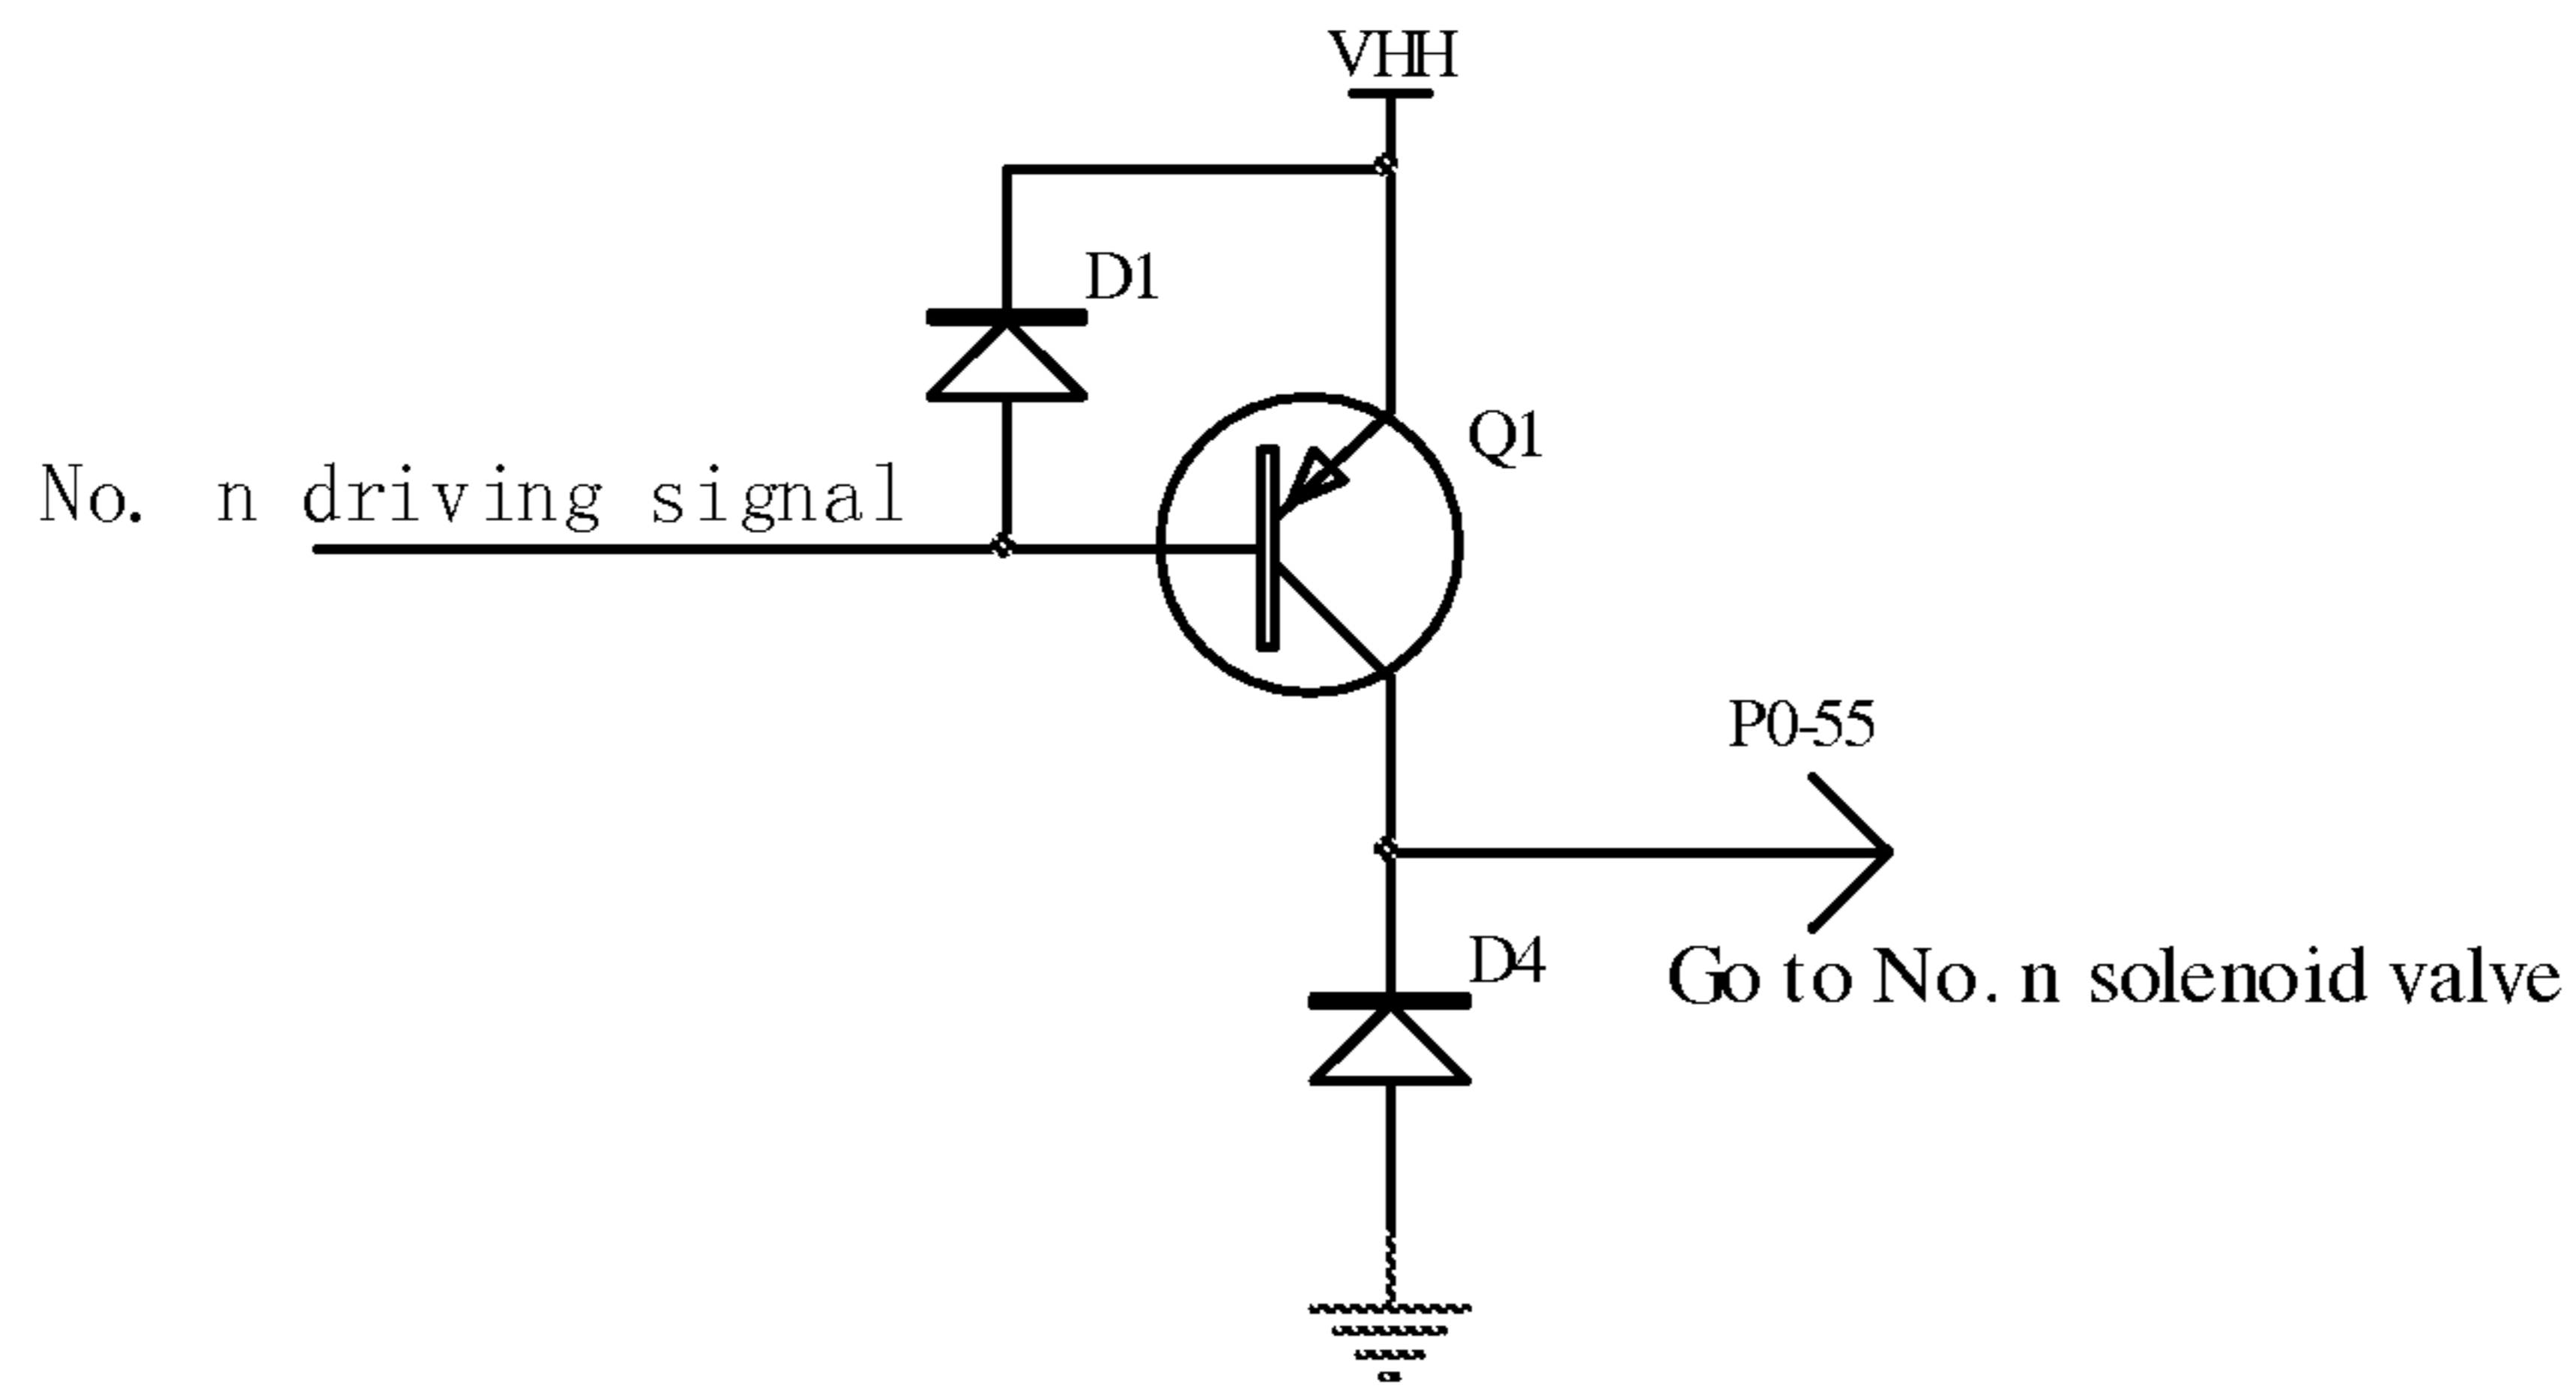 VHH
D1
Q1
No. n driving signal
P0-55
D4
Go to No. n solenoid valve